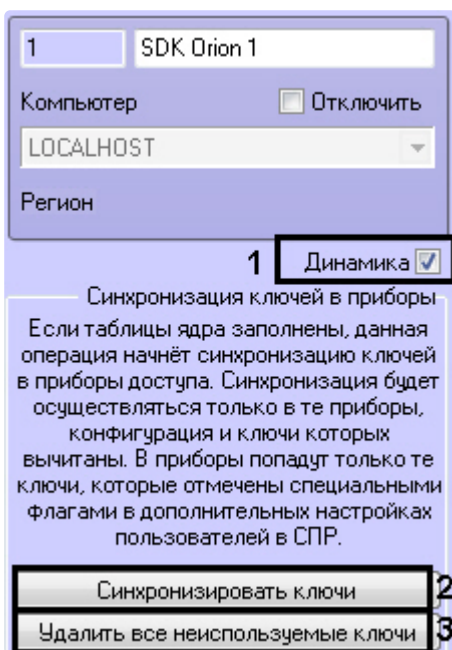 1 SDK Orion 1
Компьютер Отключить
LOCALHOST
Регион
1 Динамика
Синхронизация ключей в приборы
Если таблицы ядра заполнены, данная
операция начнёт синхронизацию ключей
в приборы доступа. Синхронизация будет
осуществляться только в те приборы,
конфигурация и ключи которых
вычитаны. В приборы попадут только те
ключи, которые отмечены специальными
флагами в дополнительных настройках
пользователей в СПР.
Синхронизировать ключи 2
Удалить все неиспользуемые ключи 3